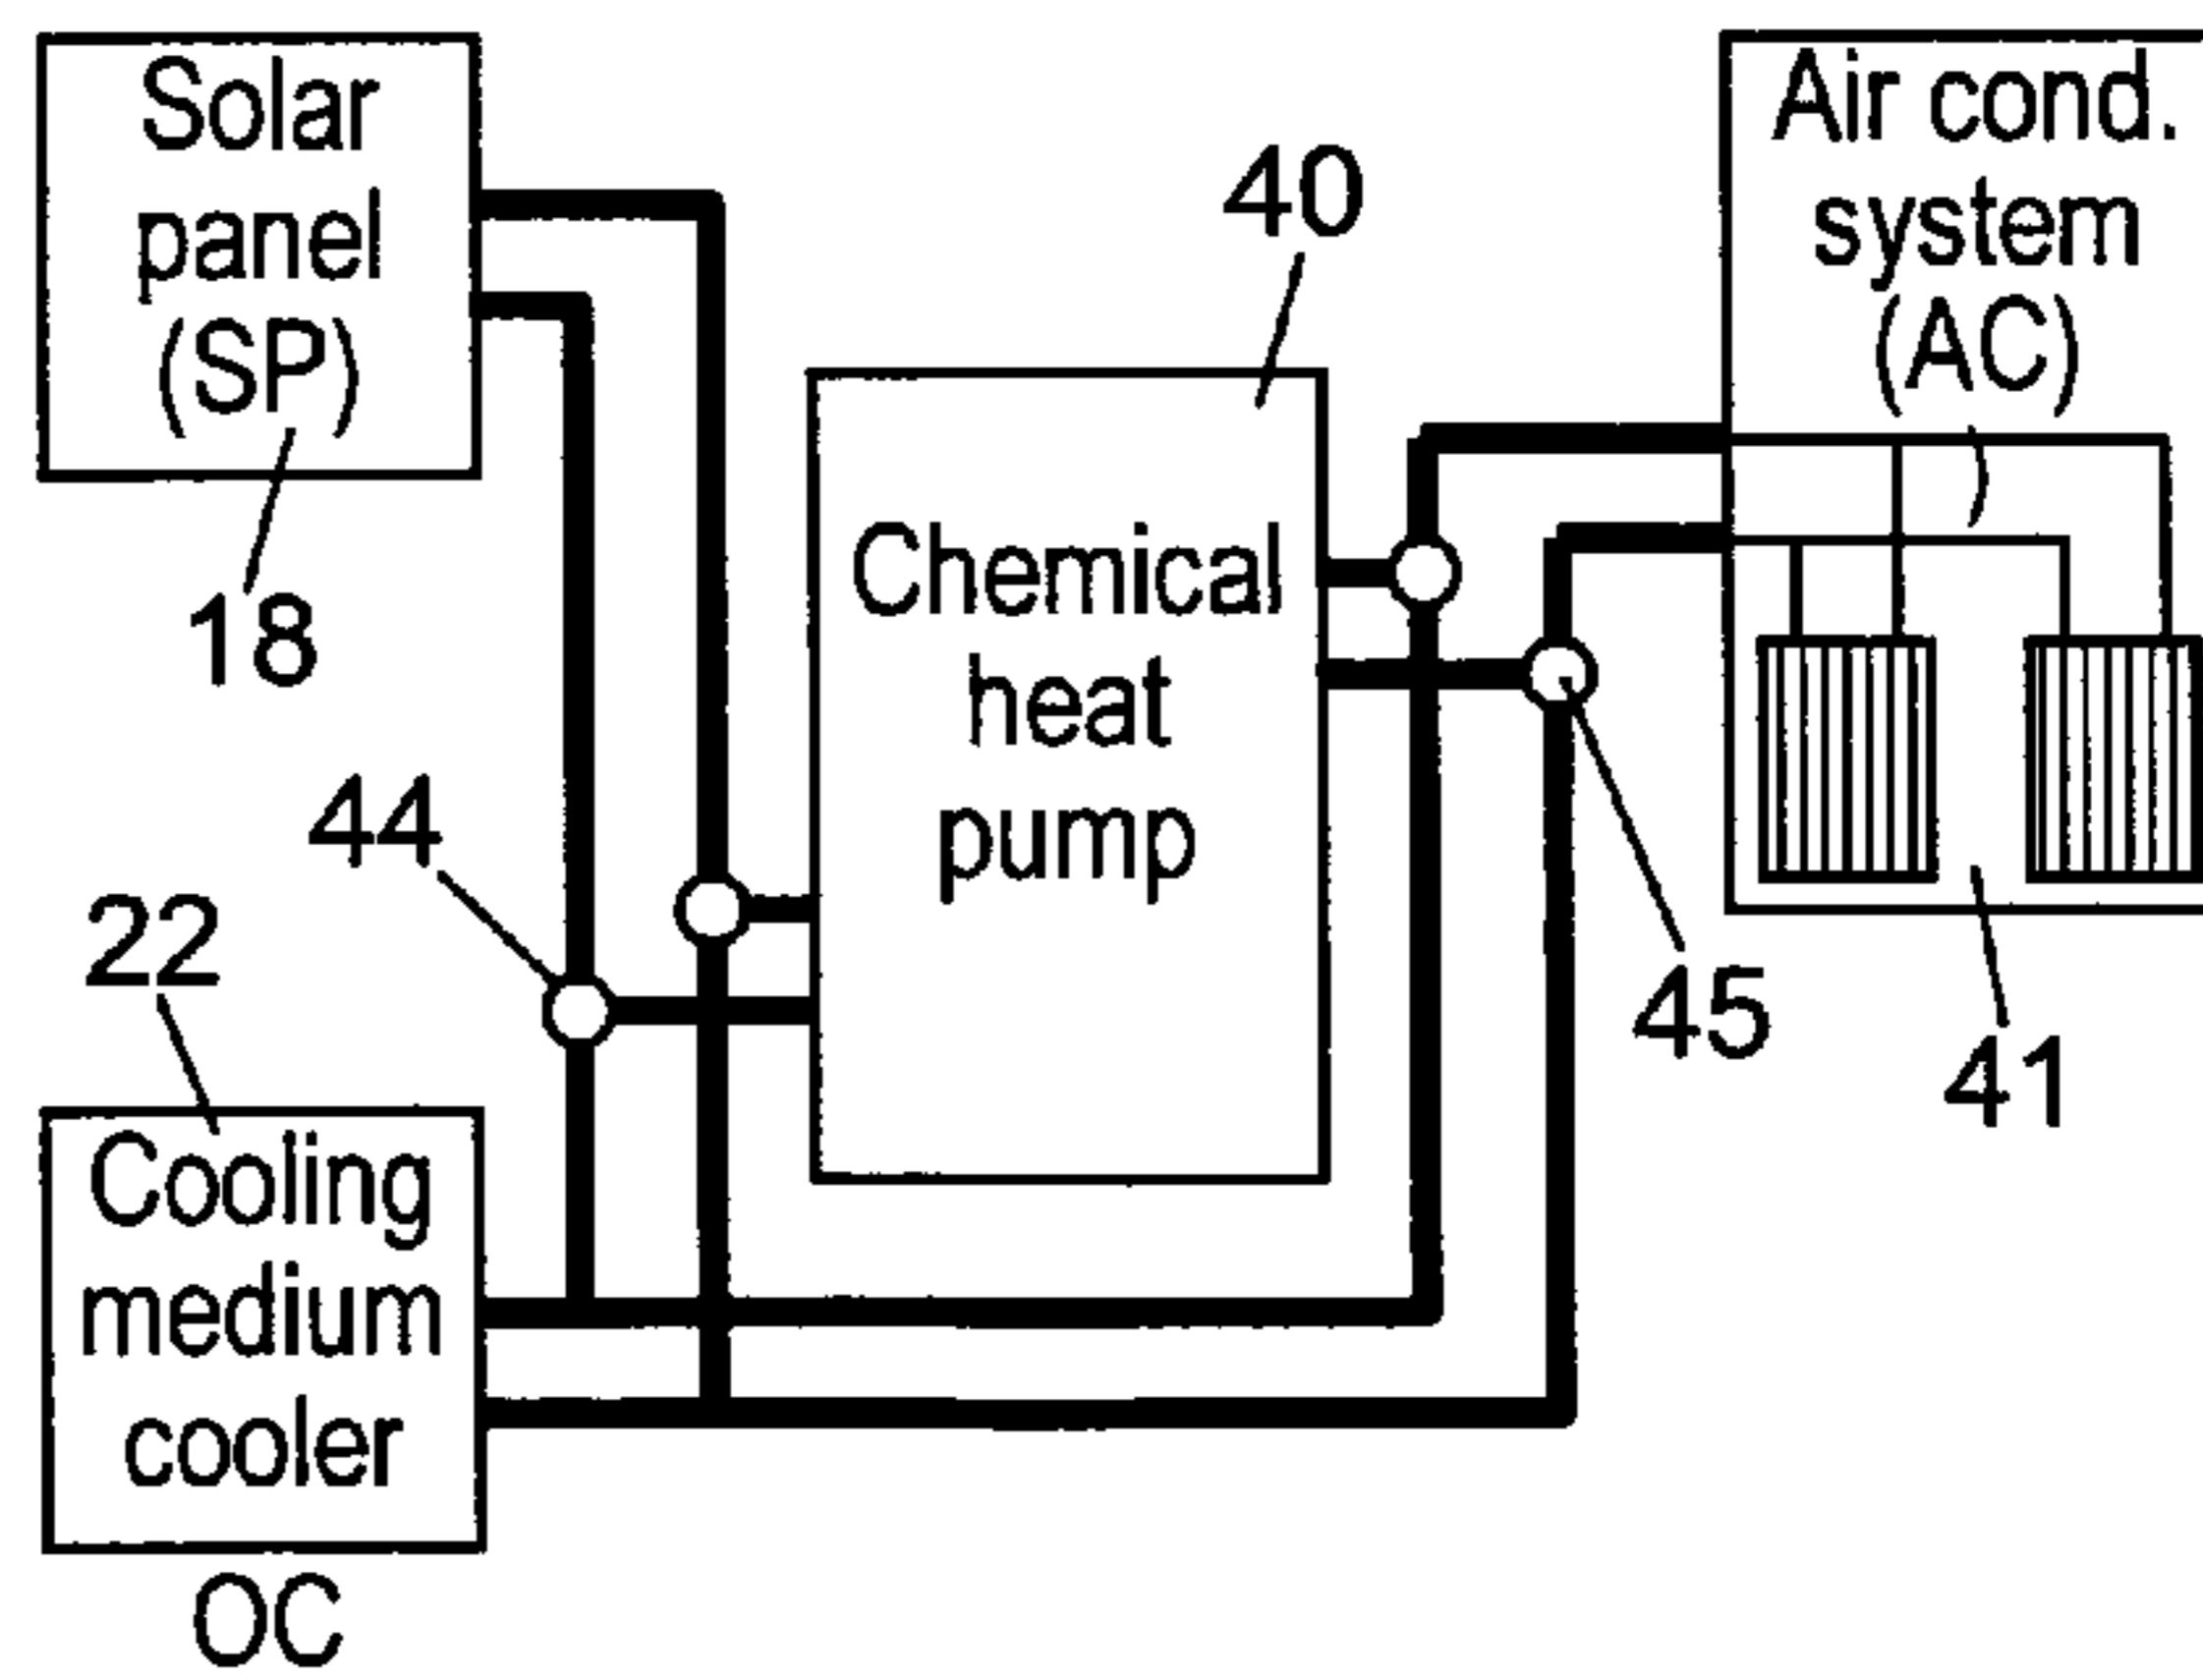 Solar
panel
(SP)
18
40
Air cond.
system
(AC)
Chemical
heat
pump
44
22
45
41
Cooling
medium
cooler
OC